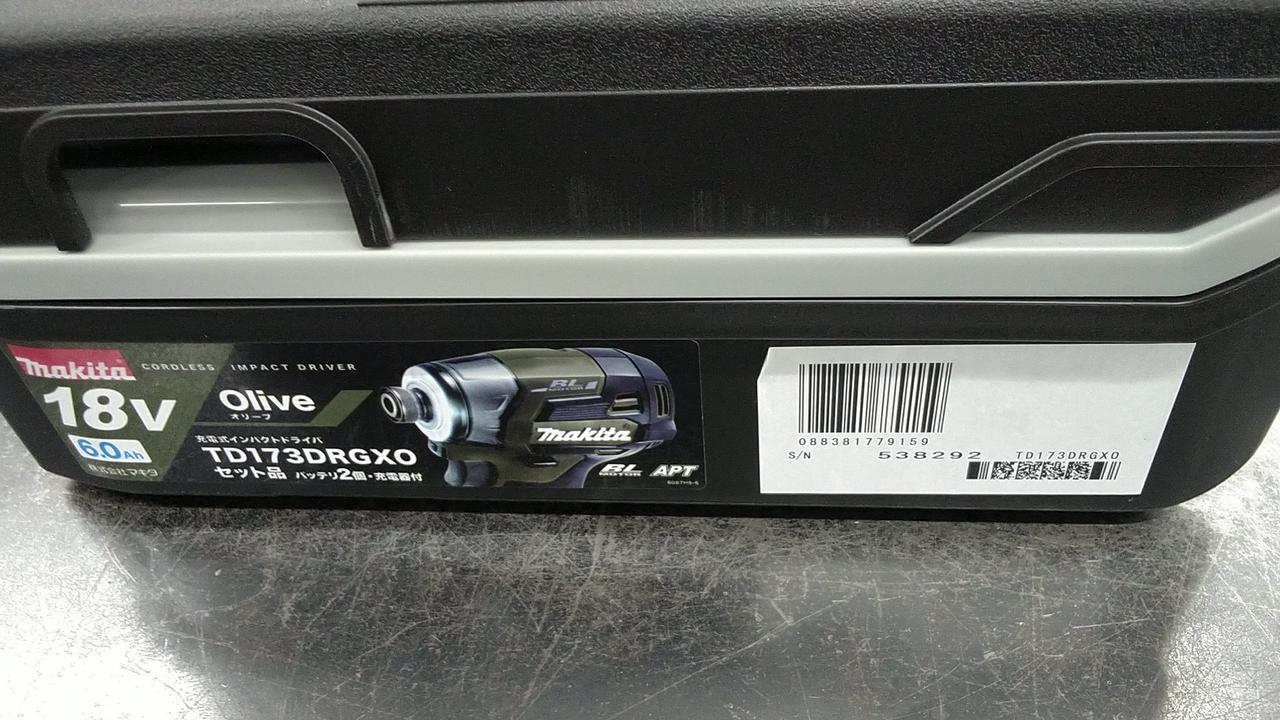 Makita CORDLESS IMPACT DRIVER
18V
6.0Ah
株式会社マキタ
Olive
オリーブ
充電式インパクトドライバ
TD173DRGXO
セット品 バッテリ2個・充電器付
BL
MOTOR
Makita
BL
MOTOR
APT
088381779159
S/N 538292 TD173DRGXO